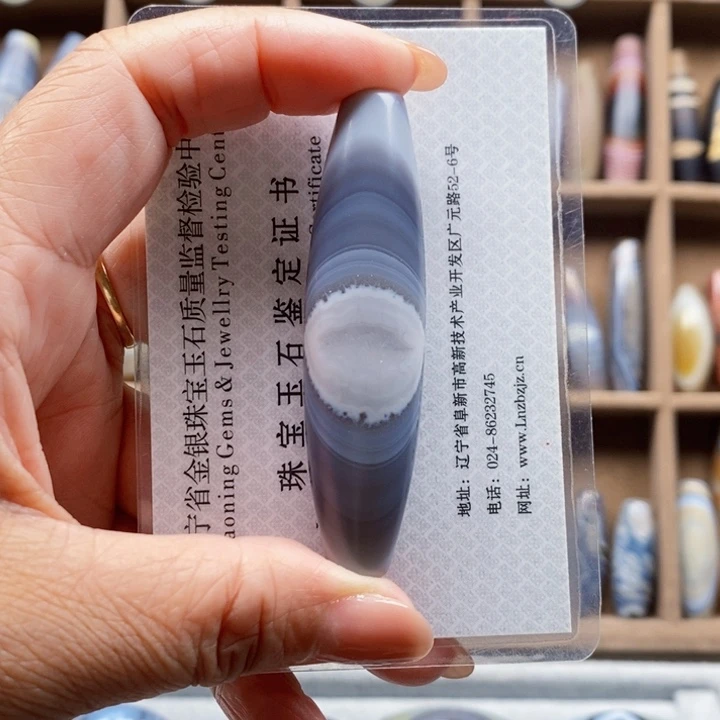 宁省金银珠宝玉石质量监督检验中
aoning Gems & Jewellry Testing Cent
珠宝玉石鉴定证书
rtificate
地址：辽宁省阜新市高新技术产业开发区广元路52-6号
电话：024-86232745
网址：www.Lnzbzjz.cn